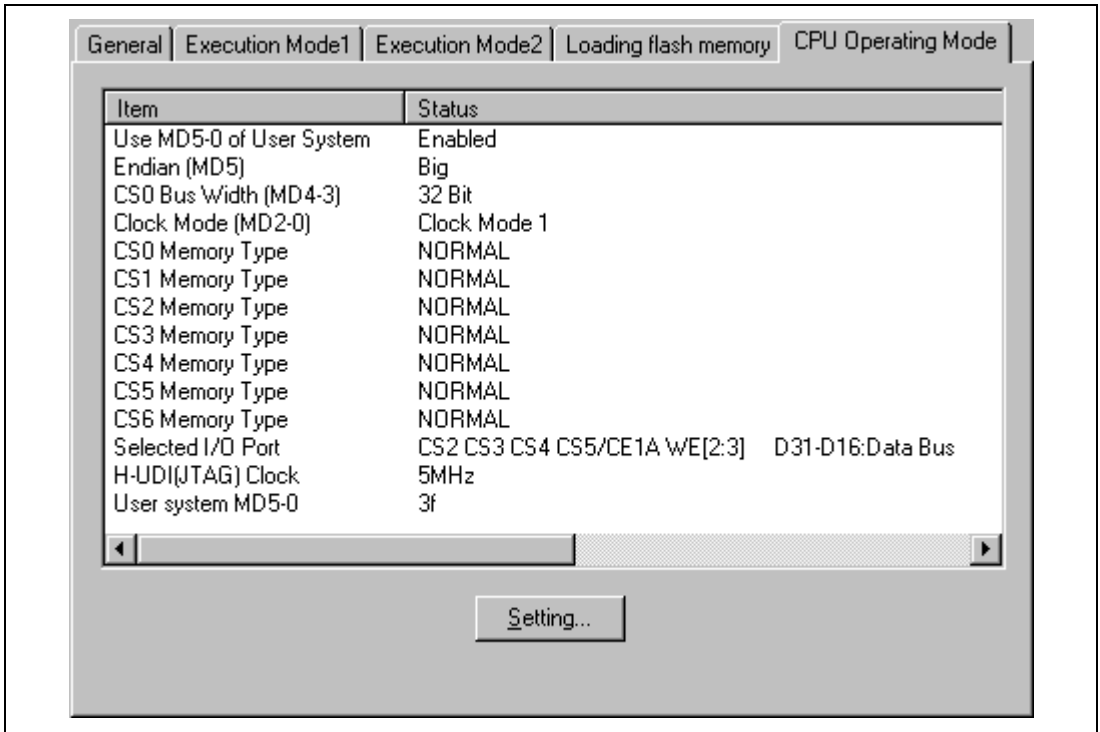 General Execution Mode1 Execution Mode2 Loading flash memory CPU Operating Mode
Item Status
Use MD5-0 of User System Enabled
Endian (MD5) Big
CS0 Bus Width (MD4-3) 32 Bit
Clock Mode (MD2-0) Clock Mode 1
CS0 Memory Type NORMAL
CS1 Memory Type NORMAL
CS2 Memory Type NORMAL
CS3 Memory Type NORMAL
CS4 Memory Type NORMAL
CS5 Memory Type NORMAL
CS6 Memory Type NORMAL
Selected I/O Port CS2 CS3 CS4 CS5/CE1A WE[2:3] D31-D16:Data Bus
H-UDI(JTAG) Clock 5MHz
User system MD5-0 3f
Setting...